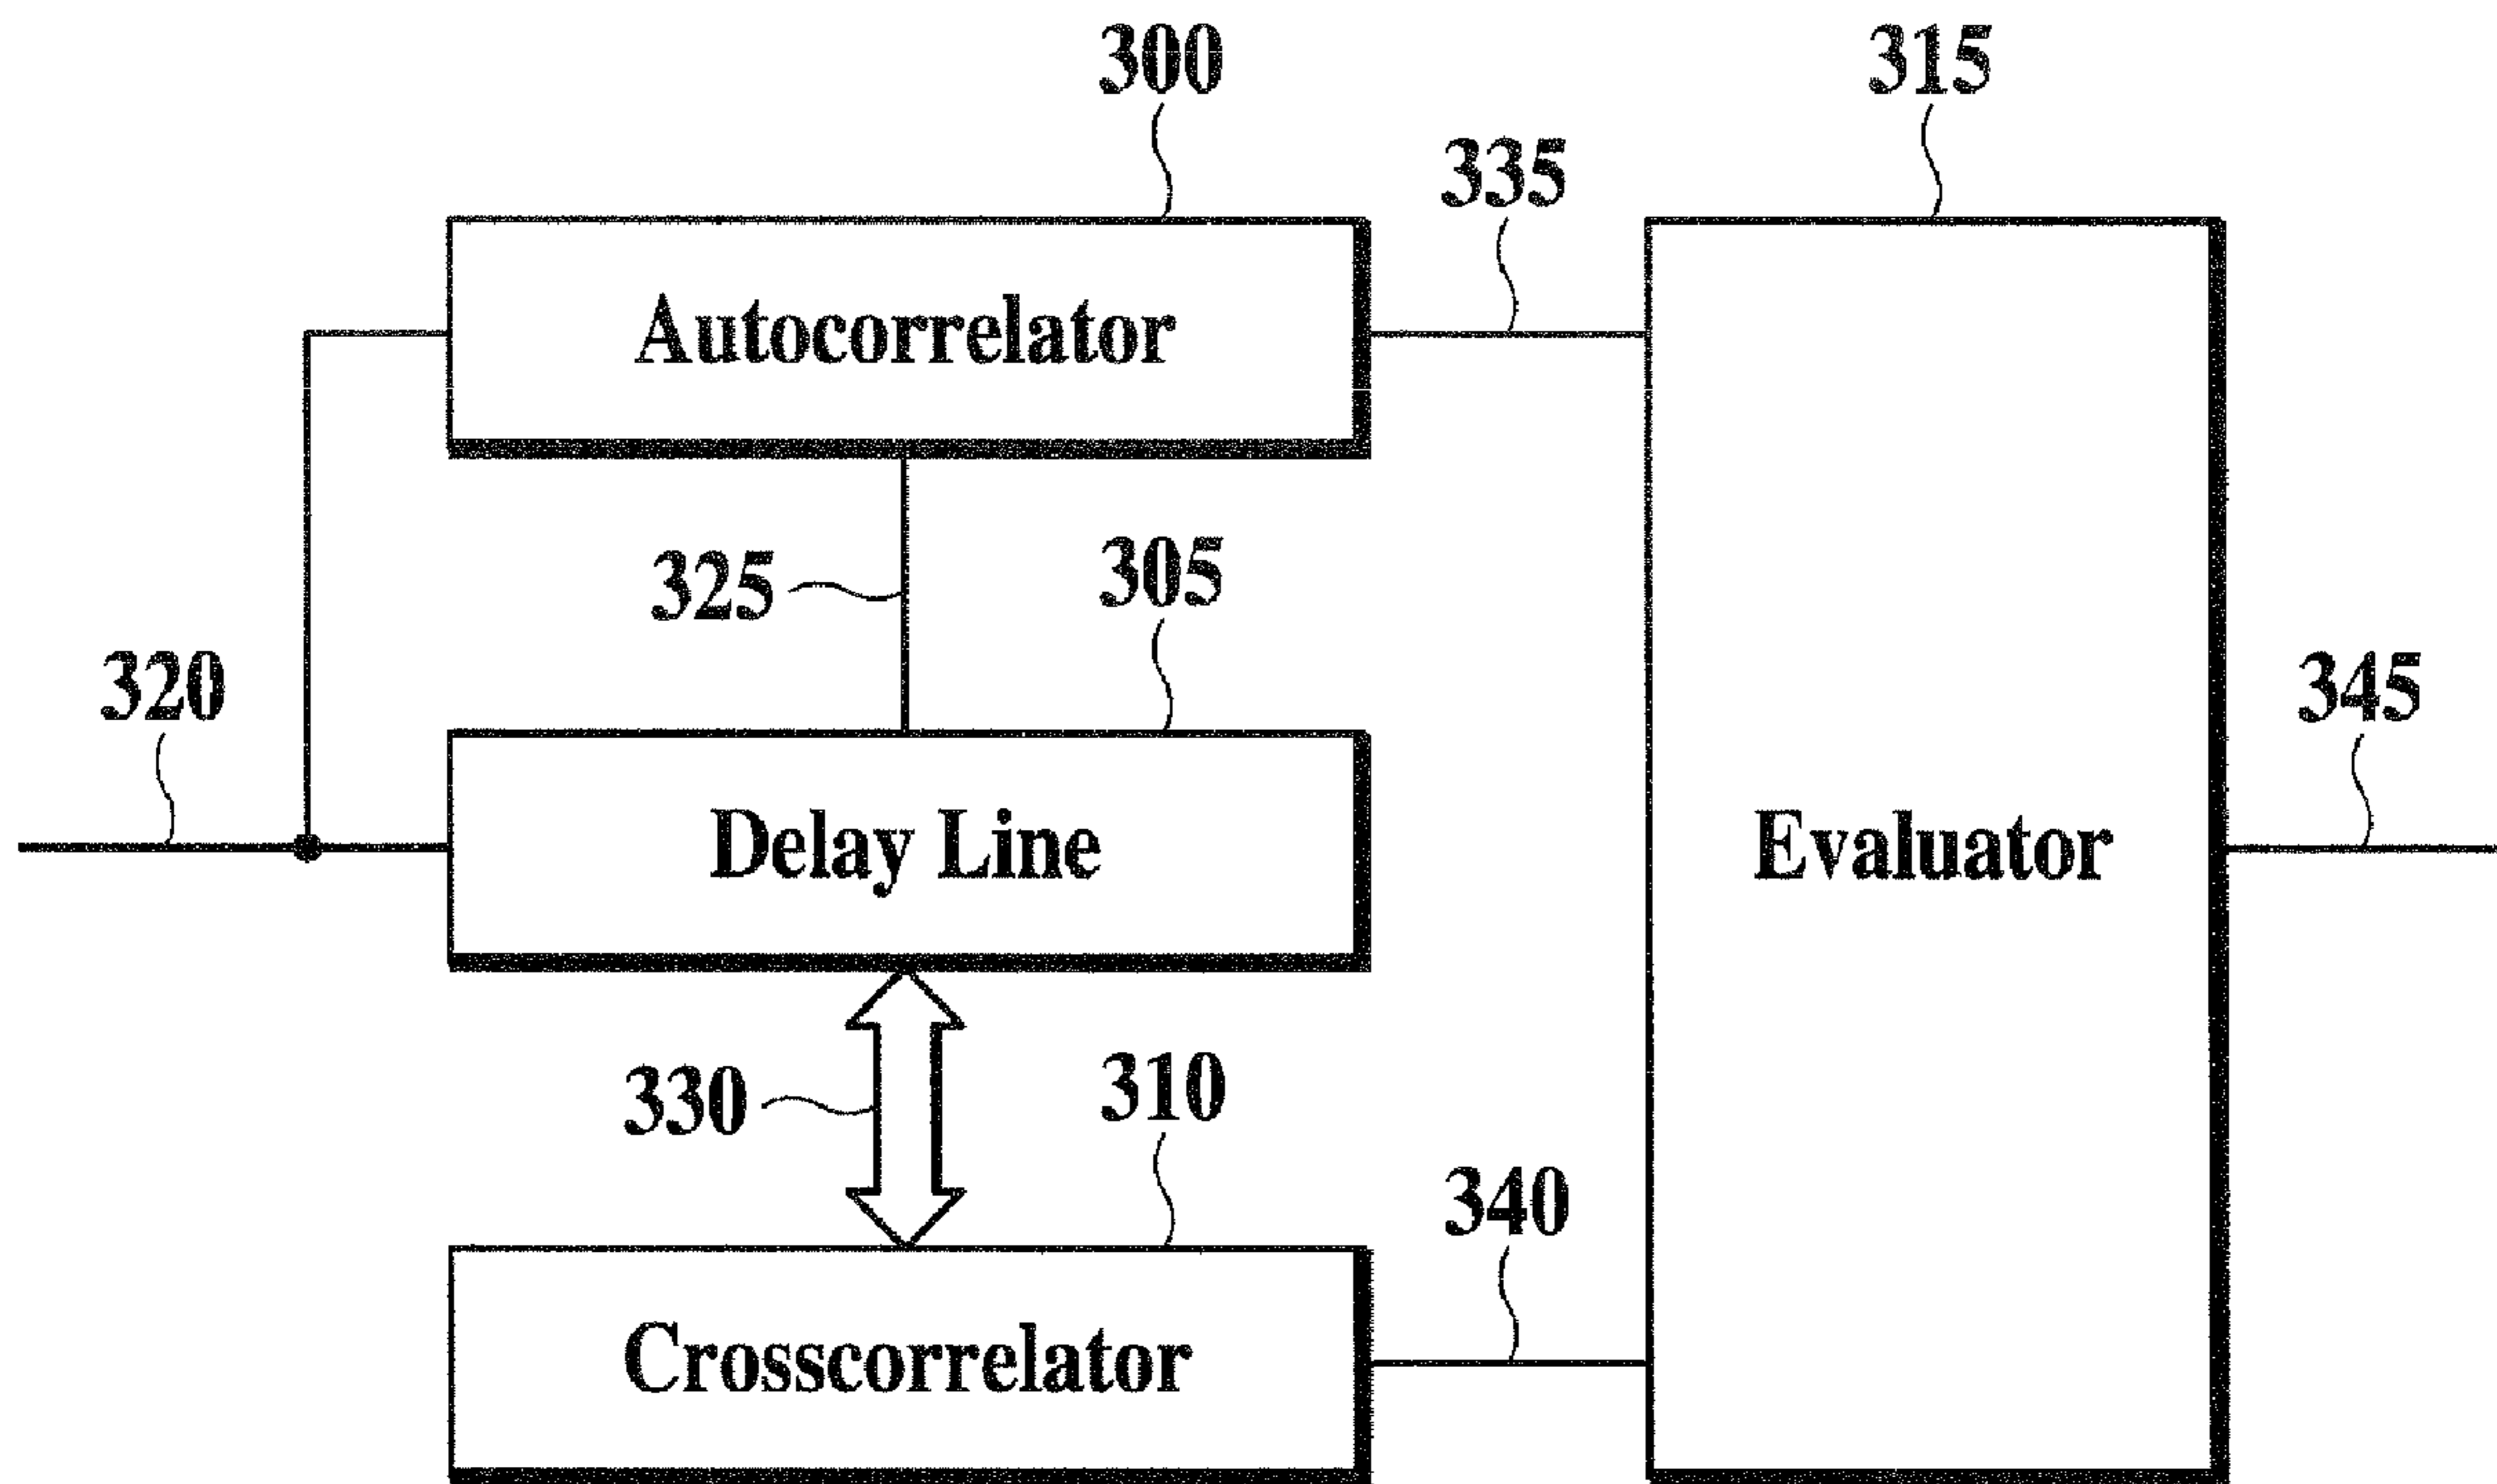 300
315
335
Autocorrelator
325
305
320
345
Delay Line
Evaluator
330
310
340
Crosscorrelator